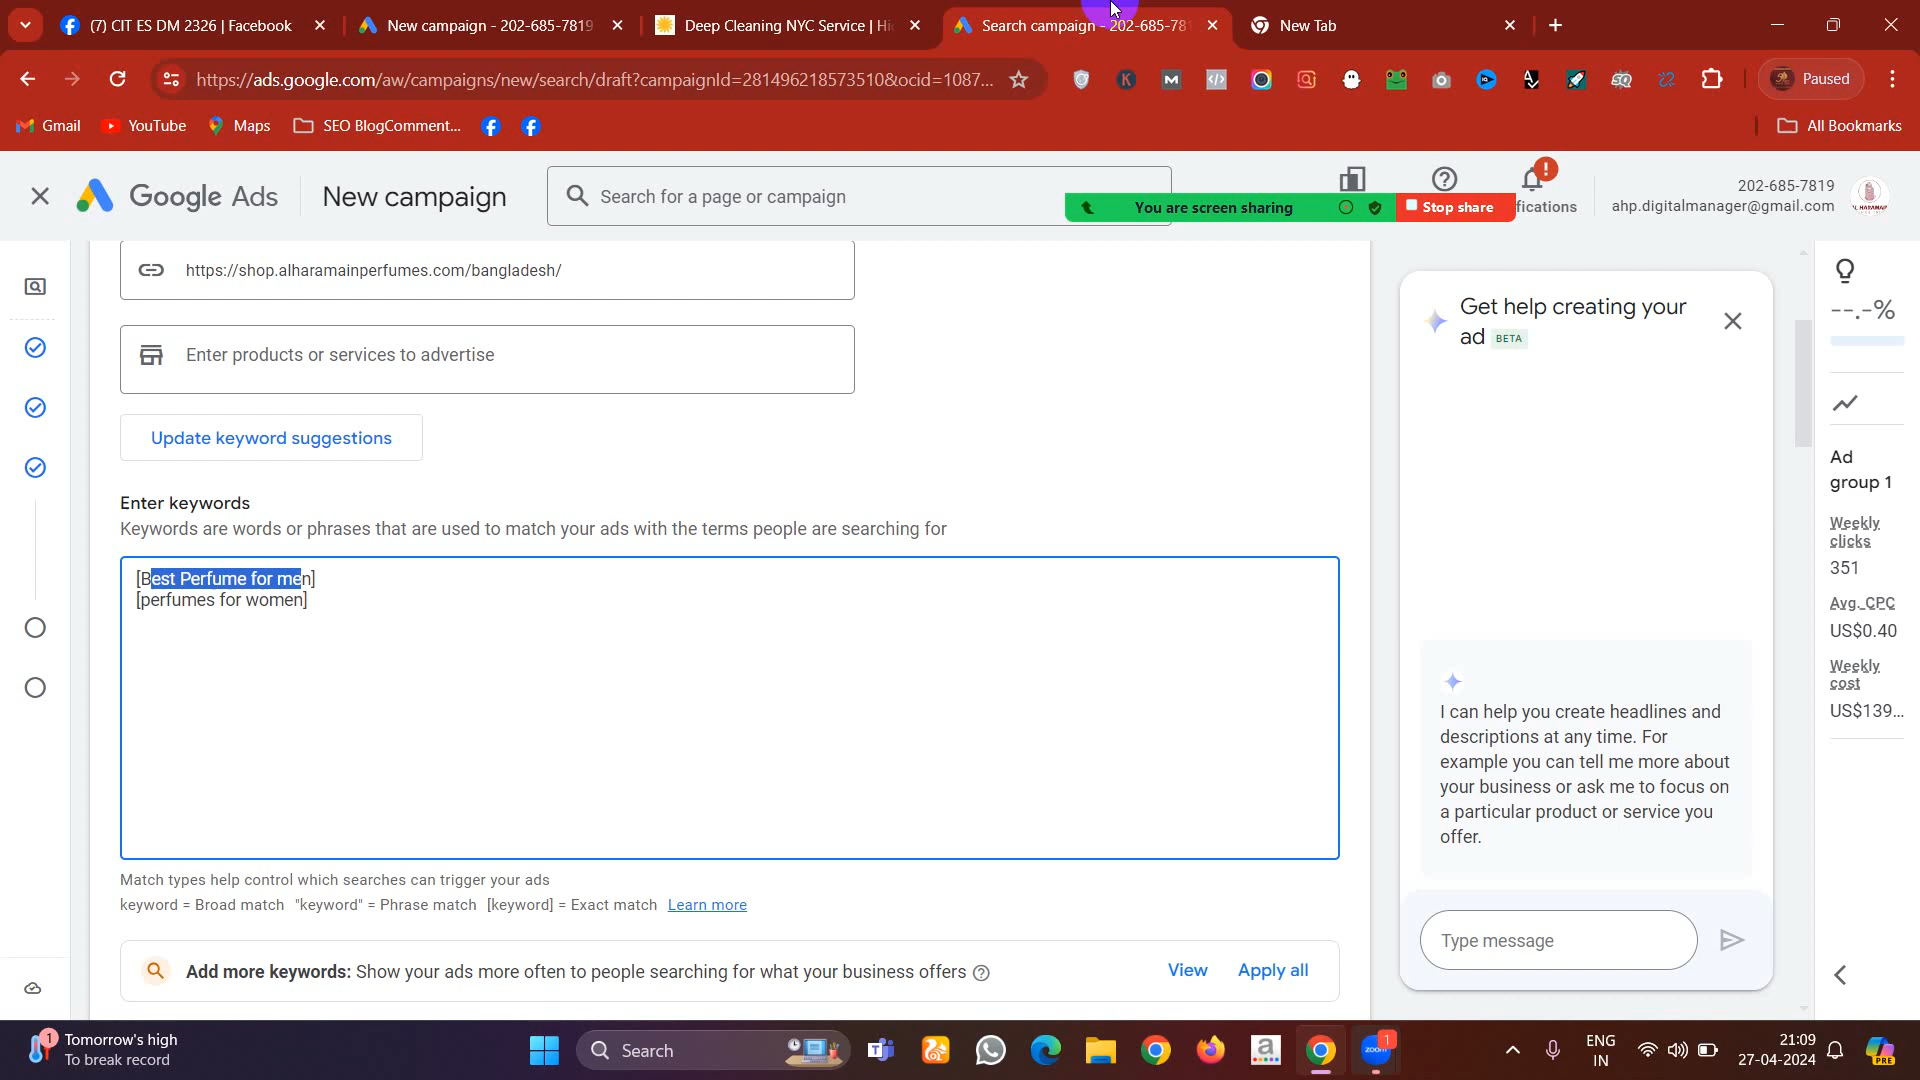 (7) CIT ES DM 2326 | Facebook
New campaign - 202-685-7819
Deep Cleaning NYC Service | Hi
Search campaign - 202-685-781
New Tab
https://ads.google.com/aw/campaigns/new/search/draft?campaignId=281496218573510&ocid=1087...
Paused
Gmail
YouTube
Maps
SEO BlogComment...
All Bookmarks
Google Ads
New campaign
Search for a page or campaign
You are screen sharing
Stop share
fications
202-685-7819
ahp.digitalmanager@gmail.com
https://shop.alharamainperfumes.com/bangladesh/
Enter products or services to advertise
Update keyword suggestions
Enter keywords
Keywords are words or phrases that are used to match your ads with the terms people are searching for
[Best Perfume for men]
[perfumes for women]
Match types help control which searches can trigger your ads
keyword = Broad match "keyword" = Phrase match [keyword] = Exact match Learn more
Add more keywords: Show your ads more often to people searching for what your business offers
View
Apply all
Get help creating your
ad BETA
I can help you create headlines and
descriptions at any time. For
example you can tell me more about
your business or ask me to focus on
a particular product or service you
offer.
Type message
--.-%
Ad
group 1
Weekly
clicks
351
Avg. CPC
US$0.40
Weekly
cost
US$139...
1
Tomorrow's high
To break record
Search
zoom
1
ENG
IN
21:09
27-04-2024
PRE